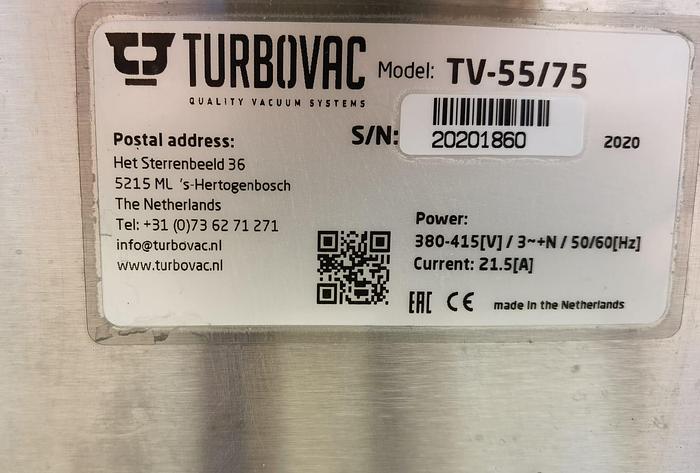 TURBOVAC
QUALITY VACUUM SYSTEMS
Model: TV-55/75
S/N: 20201860
2020
Postal address:
Het Sterrenbeeld 36
5215 ML 's-Hertogenbosch
The Netherlands
Tel: +31 (0)73 62 71 271
info@turbovac.nl
www.turbovac.nl
Power:
380-415[V] / 3~+N / 50/60[Hz]
Current: 21.5[A]
EAC CE made in the Netherlands